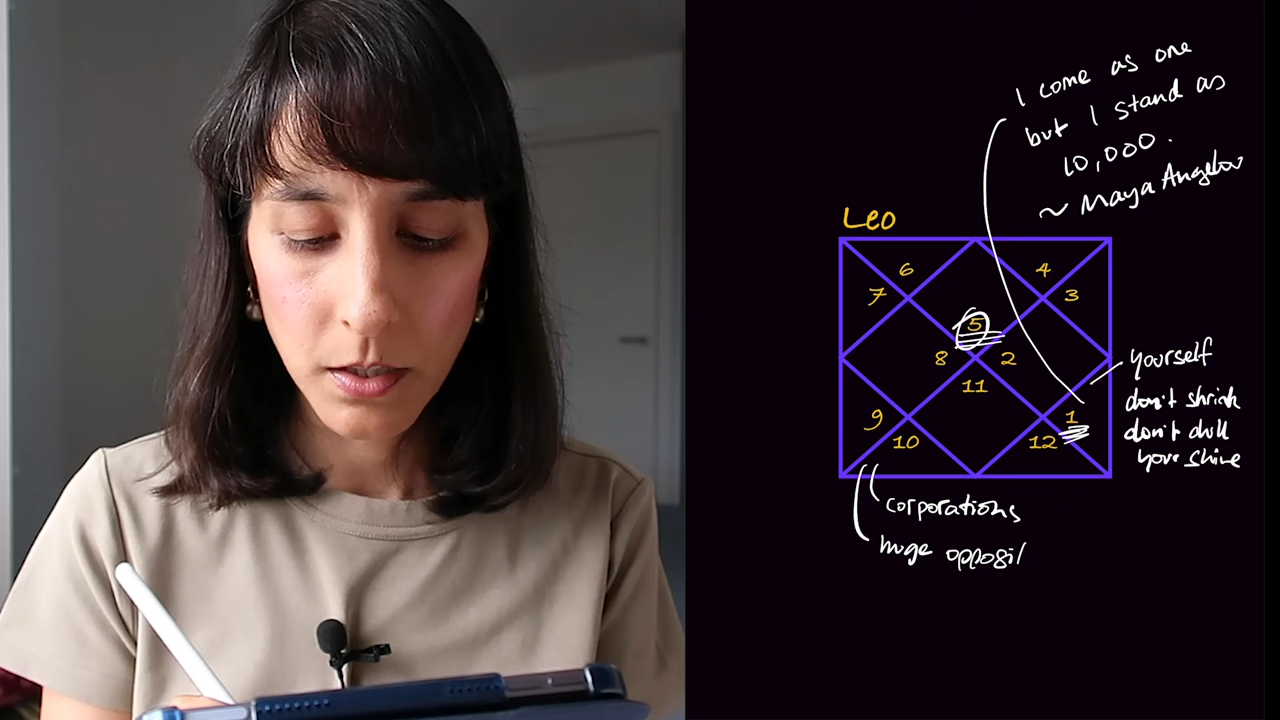 I come as one
but I stand as
10,000.
~ Maya Angelou
Leo
6
4
7
3
5
8
2
11
9
1
10
12
yourself
don't shrink
don't dull
your shine
corporations
huge opposit